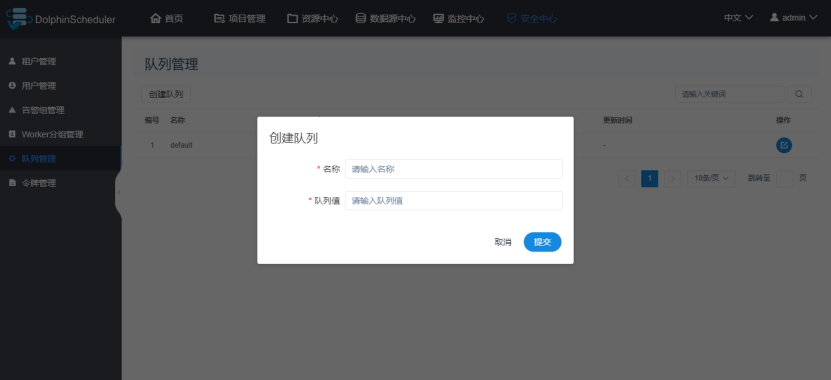 DolphinScheduler
首页
项目管理
资源中心
数据源中心
监控中心
安全中心
中文
admin
租户管理
用户管理
告警组管理
Worker分组管理
队列管理
令牌管理
队列管理
创建队列
请输入关键词
编号 名称 更新时间 操作
1 default -
1 10条/页 跳转至 页
创建队列
* 名称 请输入名称
* 队列值 请输入队列值
取消 提交